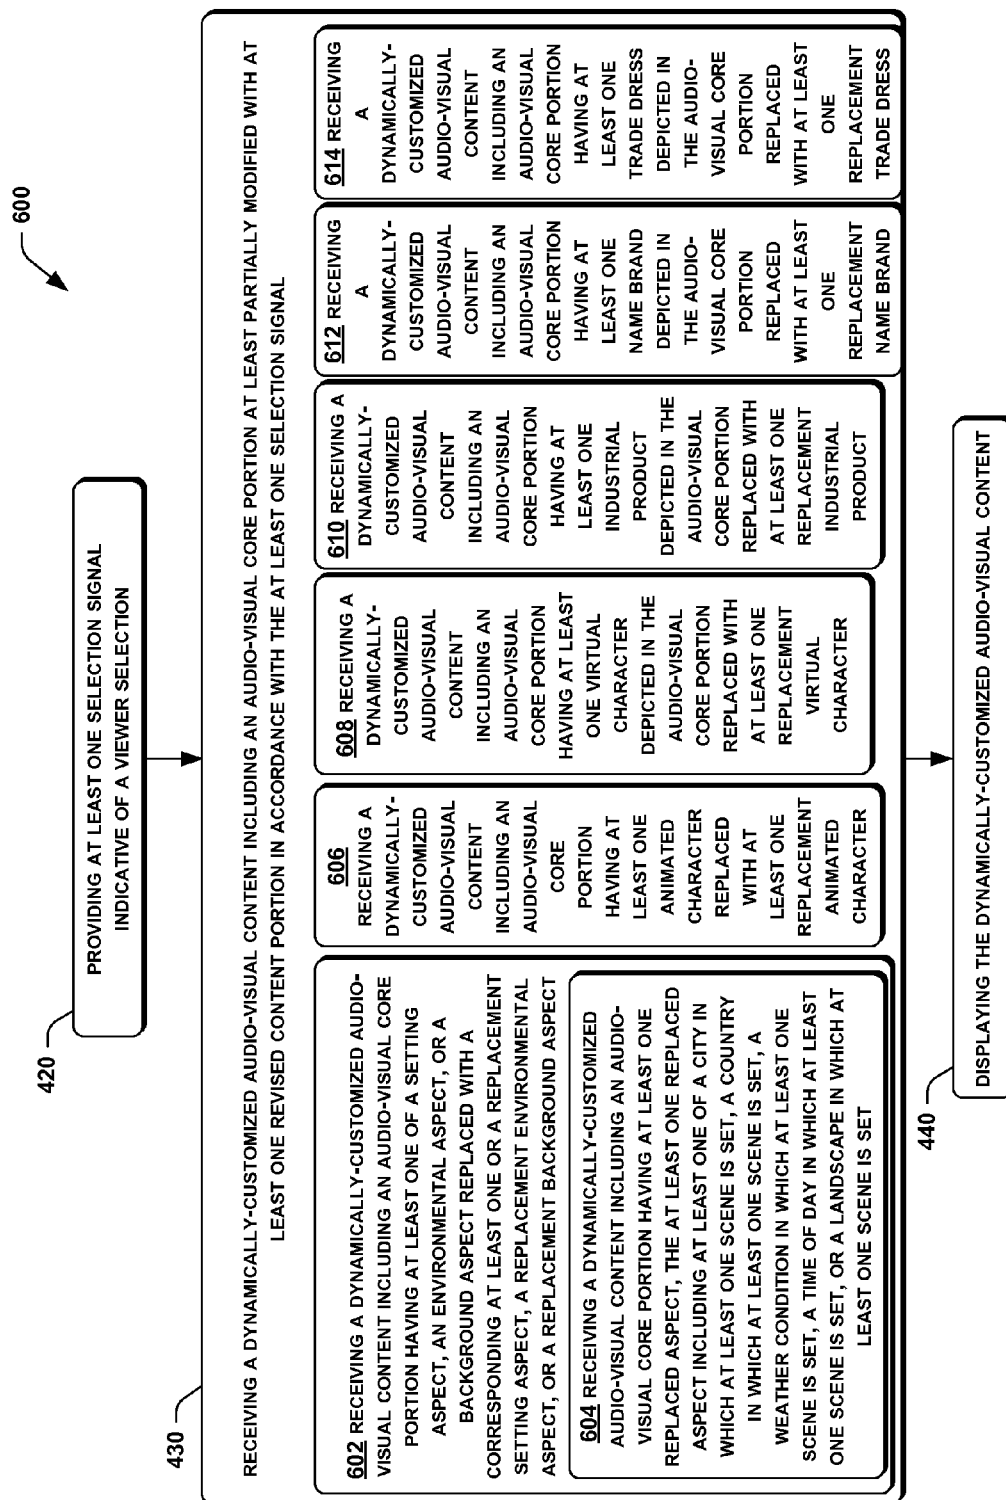 600
420
PROVIDING AT LEAST ONE SELECTION SIGNAL
INDICATIVE OF A VIEWER SELECTION
430
RECEIVING A DYNAMICALLY-CUSTOMIZED AUDIO-VISUAL CONTENT INCLUDING AN AUDIO-VISUAL CORE PORTION AT LEAST PARTIALLY MODIFIED WITH AT
LEAST ONE REVISED CONTENT PORTION IN ACCORDANCE WITH THE AT LEAST ONE SELECTION SIGNAL
602 RECEIVING A DYNAMICALLY-CUSTOMIZED AUDIO-
VISUAL CONTENT INCLUDING AN AUDIO-VISUAL CORE
PORTION HAVING AT LEAST ONE OF A SETTING
ASPECT, AN ENVIRONMENTAL ASPECT, OR A
BACKGROUND ASPECT REPLACED WITH A
CORRESPONDING AT LEAST ONE OR A REPLACEMENT
SETTING ASPECT, A REPLACEMENT ENVIRONMENTAL
ASPECT, OR A REPLACEMENT BACKGROUND ASPECT
604 RECEIVING A DYNAMICALLY-CUSTOMIZED
AUDIO-VISUAL CONTENT INCLUDING AN AUDIO-
VISUAL CORE PORTION HAVING AT LEAST ONE
REPLACED ASPECT, THE AT LEAST ONE REPLACED
ASPECT INCLUDING AT LEAST ONE OF A CITY IN
WHICH AT LEAST ONE SCENE IS SET, A COUNTRY
IN WHICH AT LEAST ONE SCENE IS SET, A
WEATHER CONDITION IN WHICH AT LEAST ONE
SCENE IS SET, A TIME OF DAY IN WHICH AT LEAST
ONE SCENE IS SET, OR A LANDSCAPE IN WHICH AT
LEAST ONE SCENE IS SET
606
RECEIVING A
DYNAMICALLY-
CUSTOMIZED
AUDIO-VISUAL
CONTENT
INCLUDING AN
AUDIO-VISUAL
CORE
PORTION
HAVING AT
LEAST ONE
ANIMATED
CHARACTER
REPLACED
WITH AT
LEAST ONE
REPLACEMENT
ANIMATED
CHARACTER
608 RECEIVING A
DYNAMICALLY-
CUSTOMIZED
AUDIO-VISUAL
CONTENT
INCLUDING AN
AUDIO-VISUAL
CORE PORTION
HAVING AT LEAST
ONE VIRTUAL
CHARACTER
DEPICTED IN THE
AUDIO-VISUAL
CORE PORTION
REPLACED WITH
AT LEAST ONE
REPLACEMENT
VIRTUAL
CHARACTER
610 RECEIVING A
DYNAMICALLY-
CUSTOMIZED
AUDIO-VISUAL
CONTENT
INCLUDING AN
AUDIO-VISUAL
CORE PORTION
HAVING AT
LEAST ONE
INDUSTRIAL
PRODUCT
DEPICTED IN THE
AUDIO-VISUAL
CORE PORTION
REPLACED WITH
AT LEAST ONE
REPLACEMENT
INDUSTRIAL
PRODUCT
612 RECEIVING
A
DYNAMICALLY-
CUSTOMIZED
AUDIO-VISUAL
CONTENT
INCLUDING AN
AUDIO-VISUAL
CORE PORTION
HAVING AT
LEAST ONE
NAME BRAND
DEPICTED IN
THE AUDIO-
VISUAL CORE
PORTION
REPLACED
WITH AT LEAST
ONE
REPLACEMENT
NAME BRAND
614 RECEIVING
A
DYNAMICALLY-
CUSTOMIZED
AUDIO-VISUAL
CONTENT
INCLUDING AN
AUDIO-VISUAL
CORE PORTION
HAVING AT
LEAST ONE
TRADE DRESS
DEPICTED IN
THE AUDIO-
VISUAL CORE
PORTION
REPLACED
WITH AT LEAST
ONE
REPLACEMENT
TRADE DRESS
440
DISPLAYING THE DYNAMICALLY-CUSTOMIZED AUDIO-VISUAL CONTENT